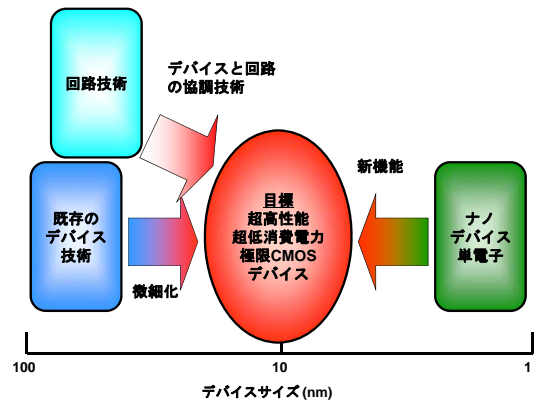 回路技術
デバイスと回路
の協調技術
既存の
デバイス
技術
微細化
目標
超高性能
超低消費電力
極限CMOS
デバイス
新機能
ナノ
デバイス
単電子
100
10
1
デバイスサイズ(nm)